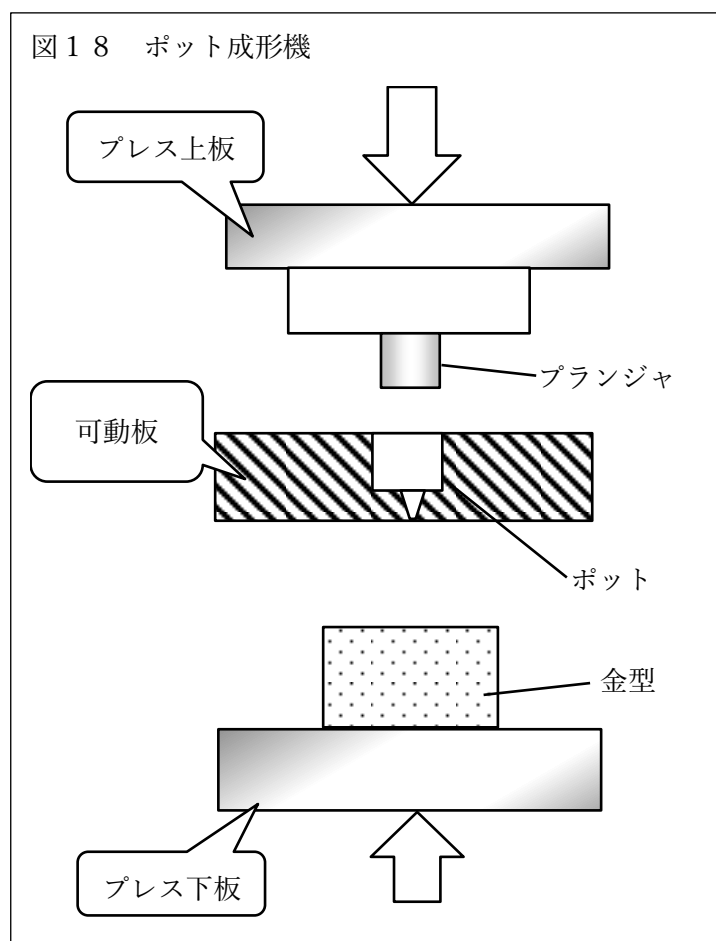 図18 ポット成形機
プレス上板
プランジャ
可動板
ポット
金型
プレス下板